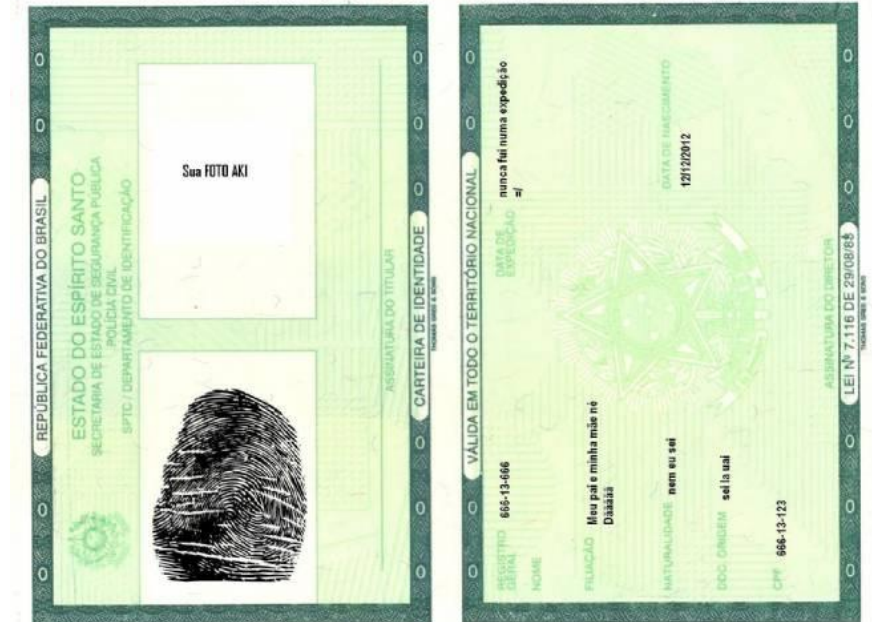 REPÚBLICA FEDERATIVA DO BRASIL
ESTADO DO ESPÍRITO SANTO
SECRETARIA DE ESTADO DE SEGURANÇA PÚBLICA
POLÍCIA CIVIL
SPTC / DEPARTAMENTO DE IDENTIFICAÇÃO
Sua FOTO AKI
ASSINATURA DO TITULAR
CARTEIRA DE IDENTIDADE
VÁLIDA EM TODO O TERRITÓRIO NACIONAL
REGISTRO GERAL 666-13-666
DATA DE EXPEDIÇÃO nunca fui numa expedição
=/
NOME
FILIAÇÃO Meu pai e minha mãe né
Dããããã
NATURALIDADE nem eu sei
DATA DE NASCIMENTO 12/12/2012
DOC. ORIGEM sei la uai
CPF 666-13-123
ASSINATURA DO DIRETOR
LEI Nº 7.116 DE 29/08/83